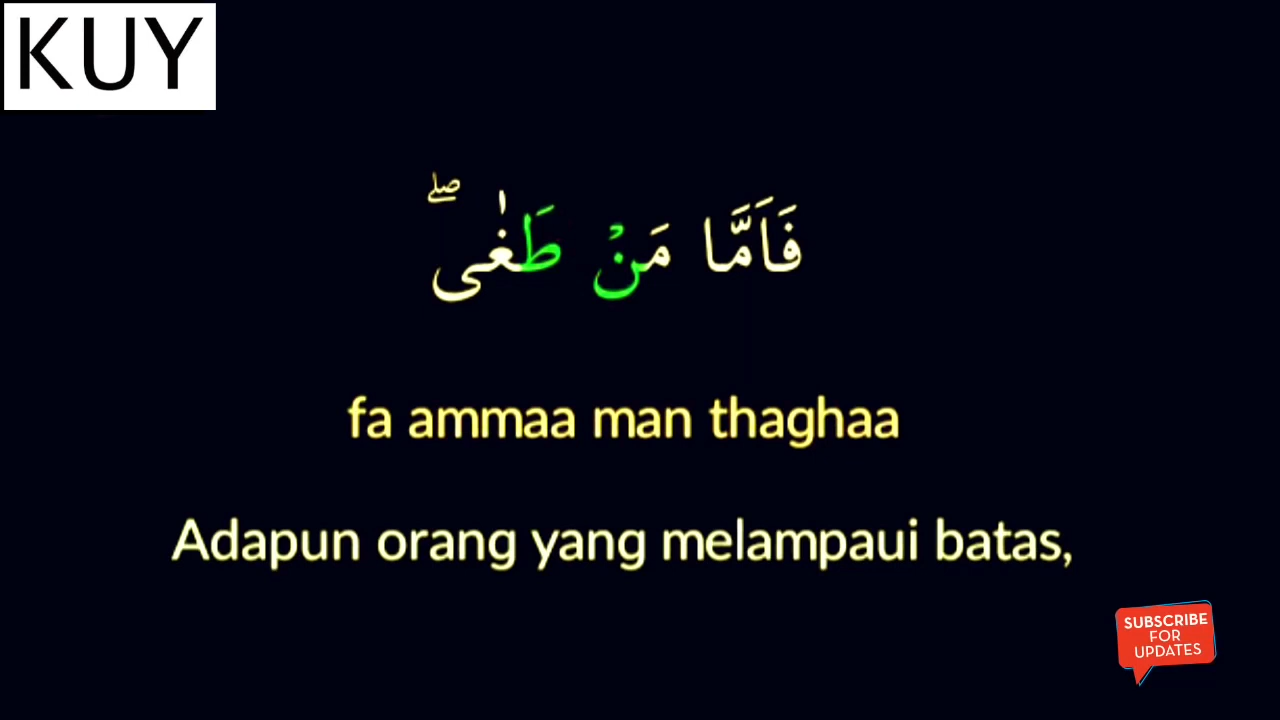 KUY
فَاَمَّا مَنْ طَغٰىۖ
fa ammaa man thaghaa
Adapun orang yang melampaui batas,
SUBSCRIBE
FOR
UPDATES